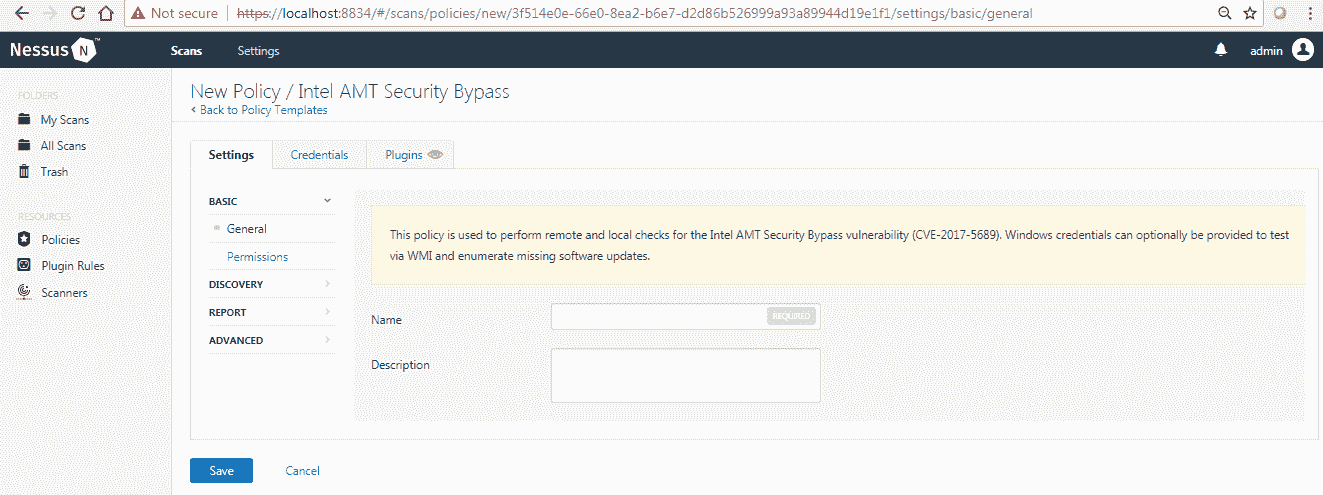 Not secure | https://localhost:8834/#/scans/policies/new/3f514e0e-66e0-8ea2-b6e7-d2d86b526999a93a89944d19e1f1/settings/basic/general
Nessus N ™ Scans Settings admin
FOLDERS
My Scans
All Scans
Trash
RESOURCES
Policies
Plugin Rules
Scanners
New Policy / Intel AMT Security Bypass
< Back to Policy Templates
Settings Credentials Plugins
BASIC
General
Permissions
DISCOVERY
REPORT
ADVANCED
This policy is used to perform remote and local checks for the Intel AMT Security Bypass vulnerability (CVE-2017-5689). Windows credentials can optionally be provided to test
via WMI and enumerate missing software updates.
Name REQUIRED
Description
Save Cancel